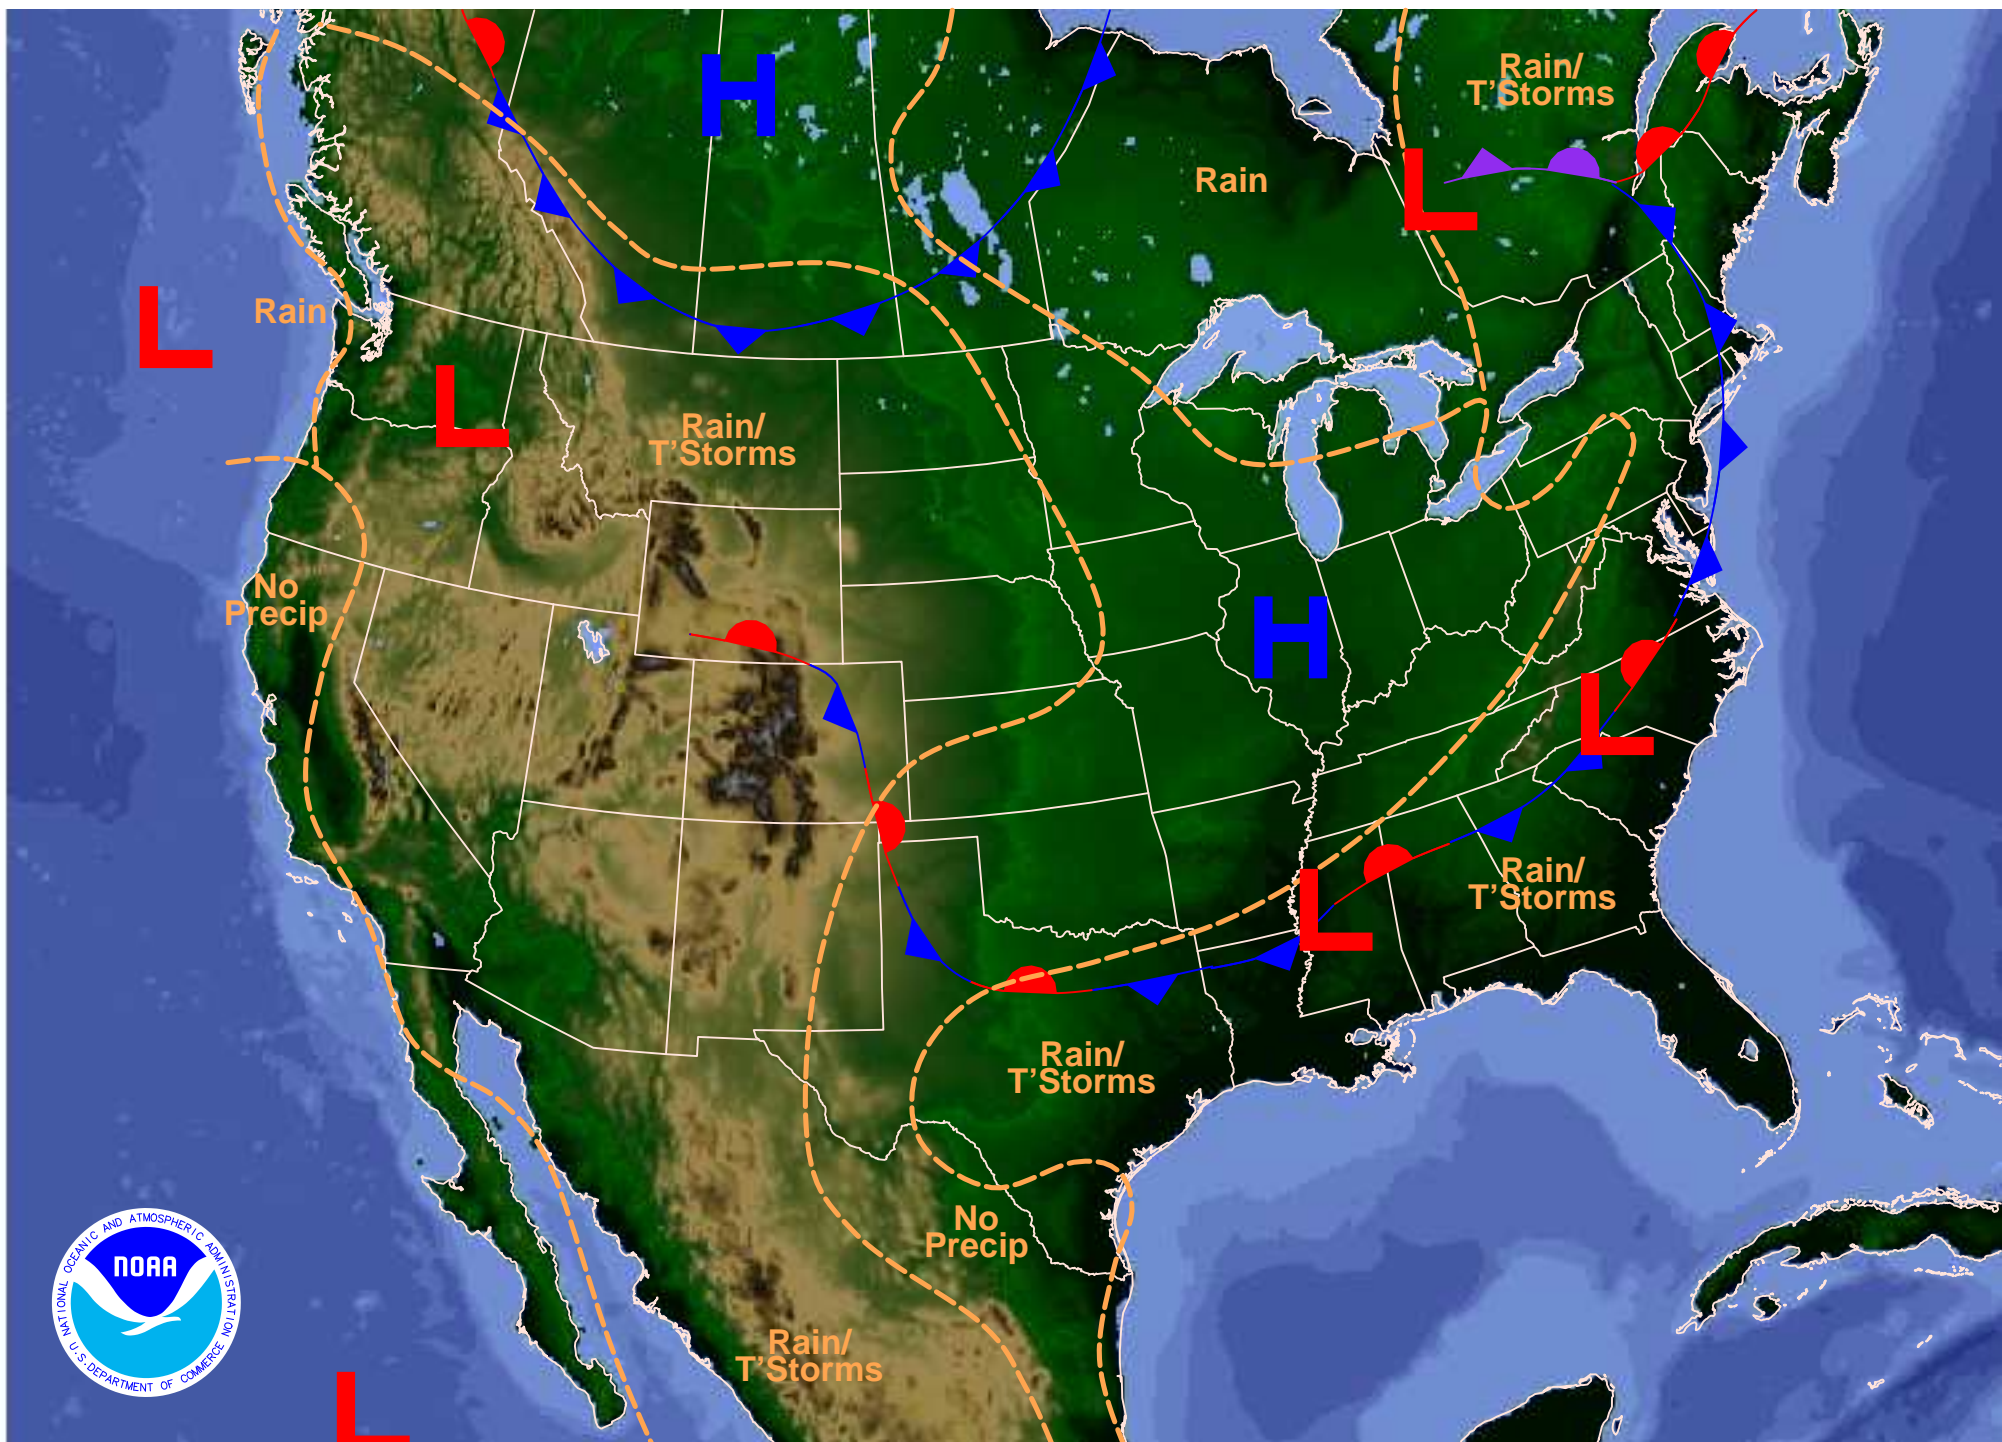 H
Rain/
T'Storms
Rain
L
Rain
L
L
Rain/
T'Storms
No
Precip
H
L
Rain/
T'Storms
L
Rain/
T'Storms
No
Precip
Rain/
T'Storms
NATIONAL OCEANIC AND ATMOSPHERIC ADMINISTRATION
NOAA
U.S. DEPARTMENT OF COMMERCE
L